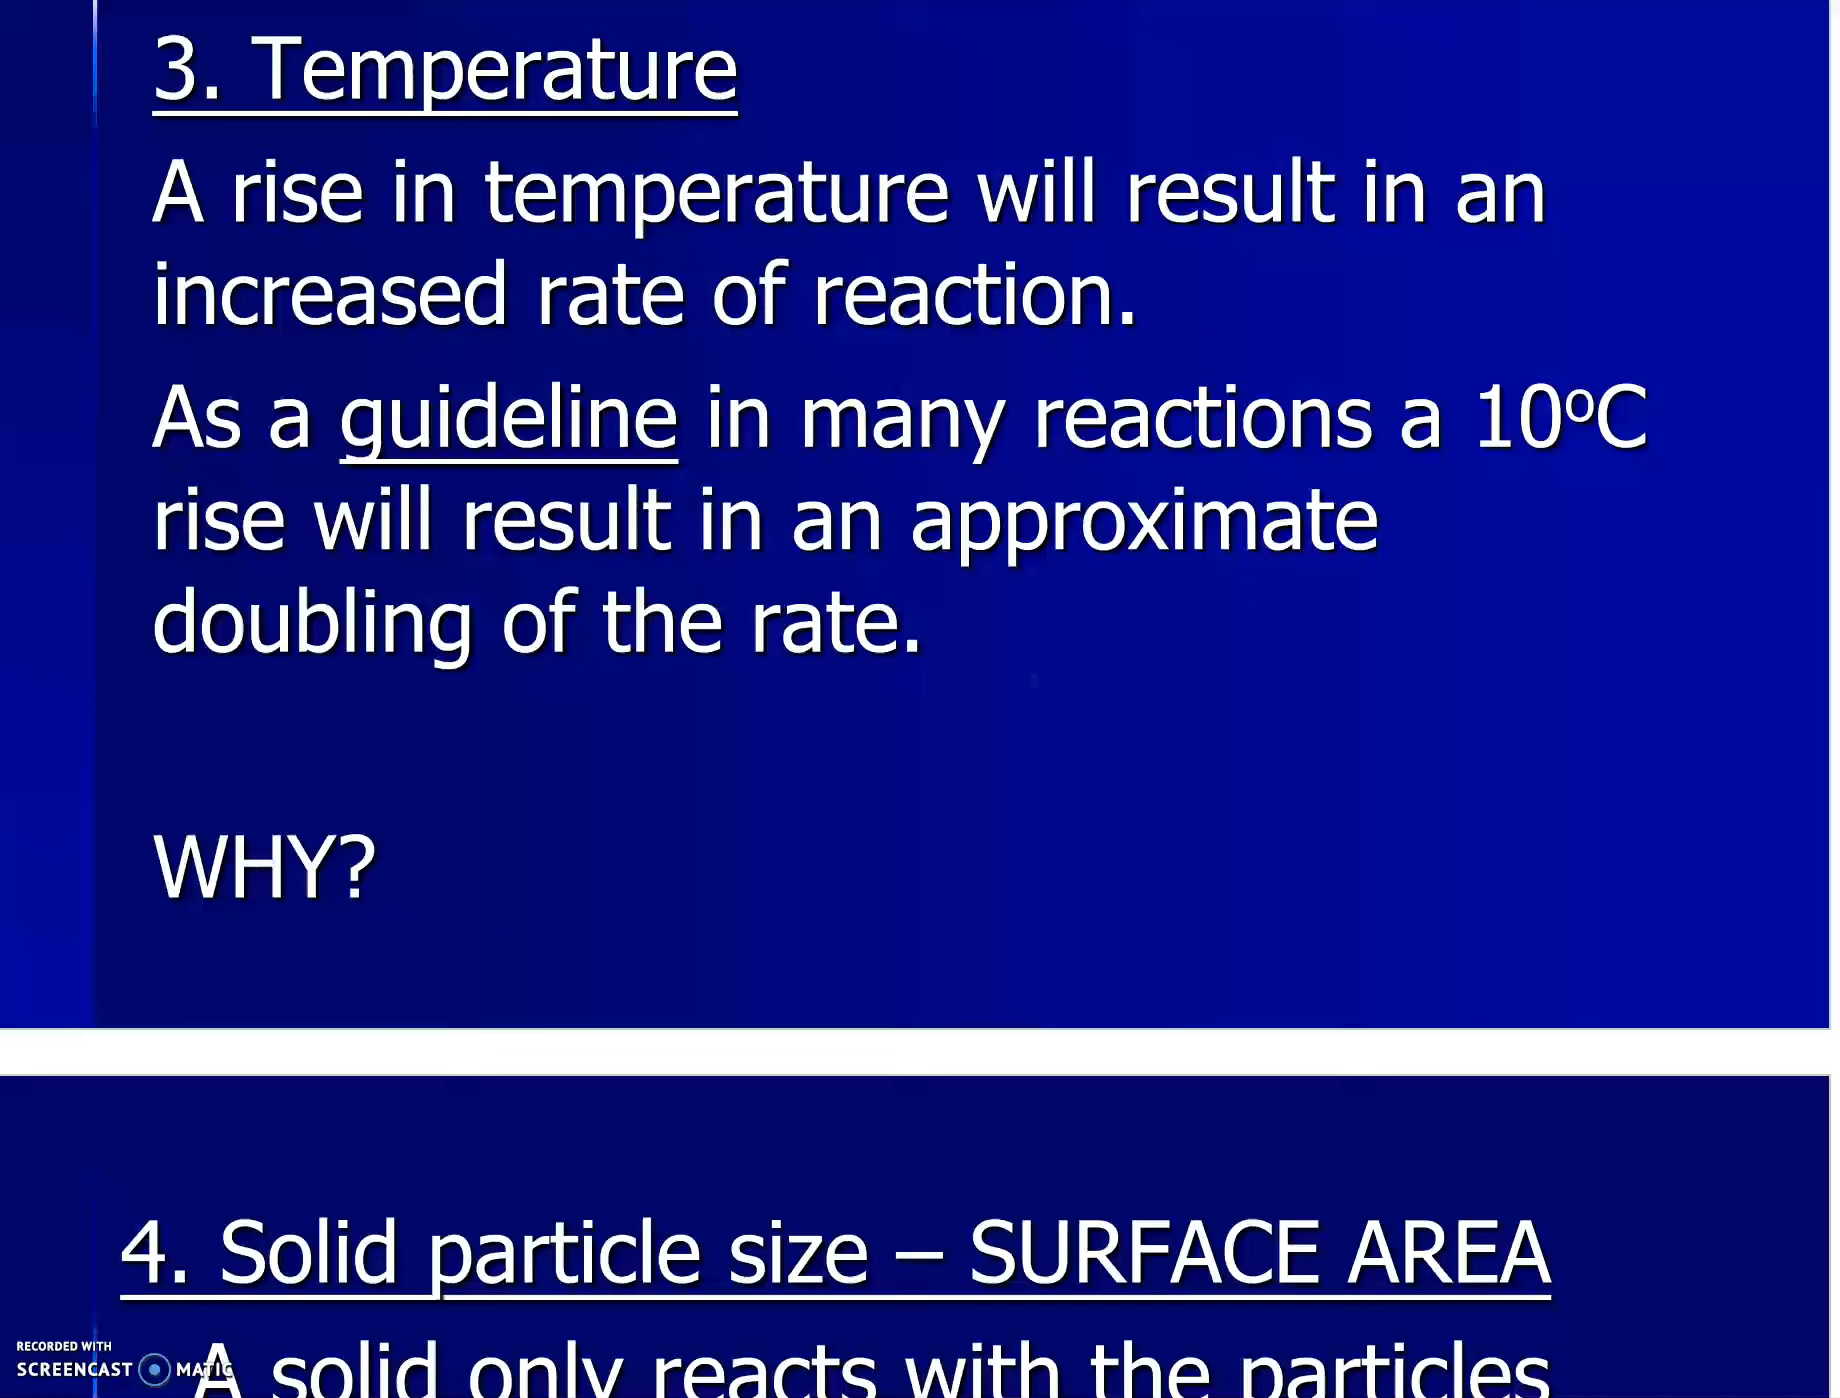 3. Temperature
A rise in temperature will result in an
increased rate of reaction.
As a guideline in many reactions a 10ºC
rise will result in an approximate
doubling of the rate.
WHY?
4. Solid particle size – SURFACE AREA
A solid only reacts with the particles
RECORDED WITH
SCREENCAST MATIC